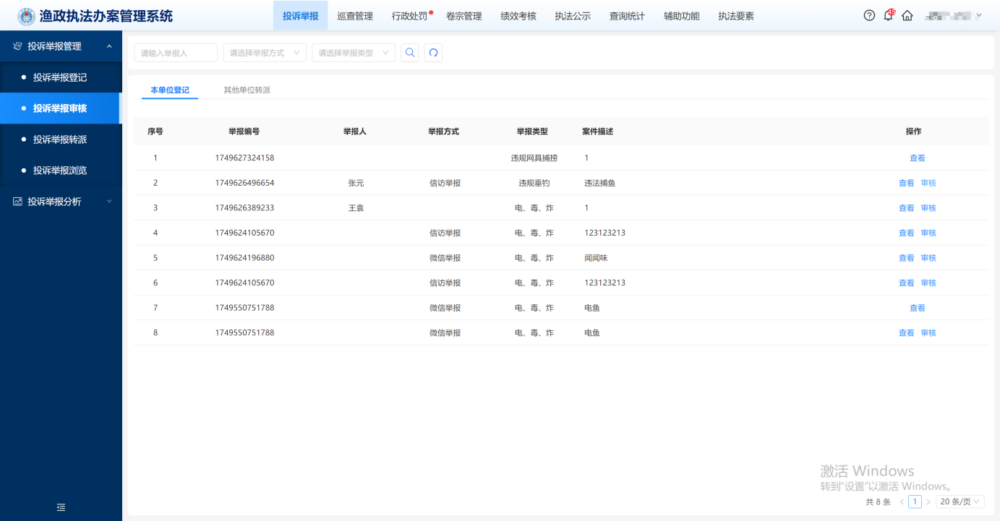 渔政执法办案管理系统
投诉举报 巡查管理 行政处罚 卷宗管理 绩效考核 执法公示 查询统计 辅助功能 执法要素
45
投诉举报管理
投诉举报登记
投诉举报审核
投诉举报转派
投诉举报浏览
投诉举报分析
请输入举报人 请选择举报方式 请选择举报类型
本单位登记 其他单位转派
序号 举报编号 举报人 举报方式 举报类型 案件描述 操作
1 1749627324158 违规网具捕捞 1 查看
2 1749626496654 张元 信访举报 违规垂钓 违法捕鱼 查看 审核
3 1749626389233 王袁 电、毒、炸 1 查看 审核
4 1749624105670 信访举报 电、毒、炸 123123213 查看 审核
5 1749624196880 微信举报 电、毒、炸 闻闻味 查看 审核
6 1749624105670 信访举报 电、毒、炸 123123213 查看 审核
7 1749550751788 微信举报 电、毒、炸 电鱼 查看
8 1749550751788 微信举报 电、毒、炸 电鱼 查看 审核
激活 Windows
转到"设置"以激活 Windows。
共 8 条 < 1 > 20 条/页